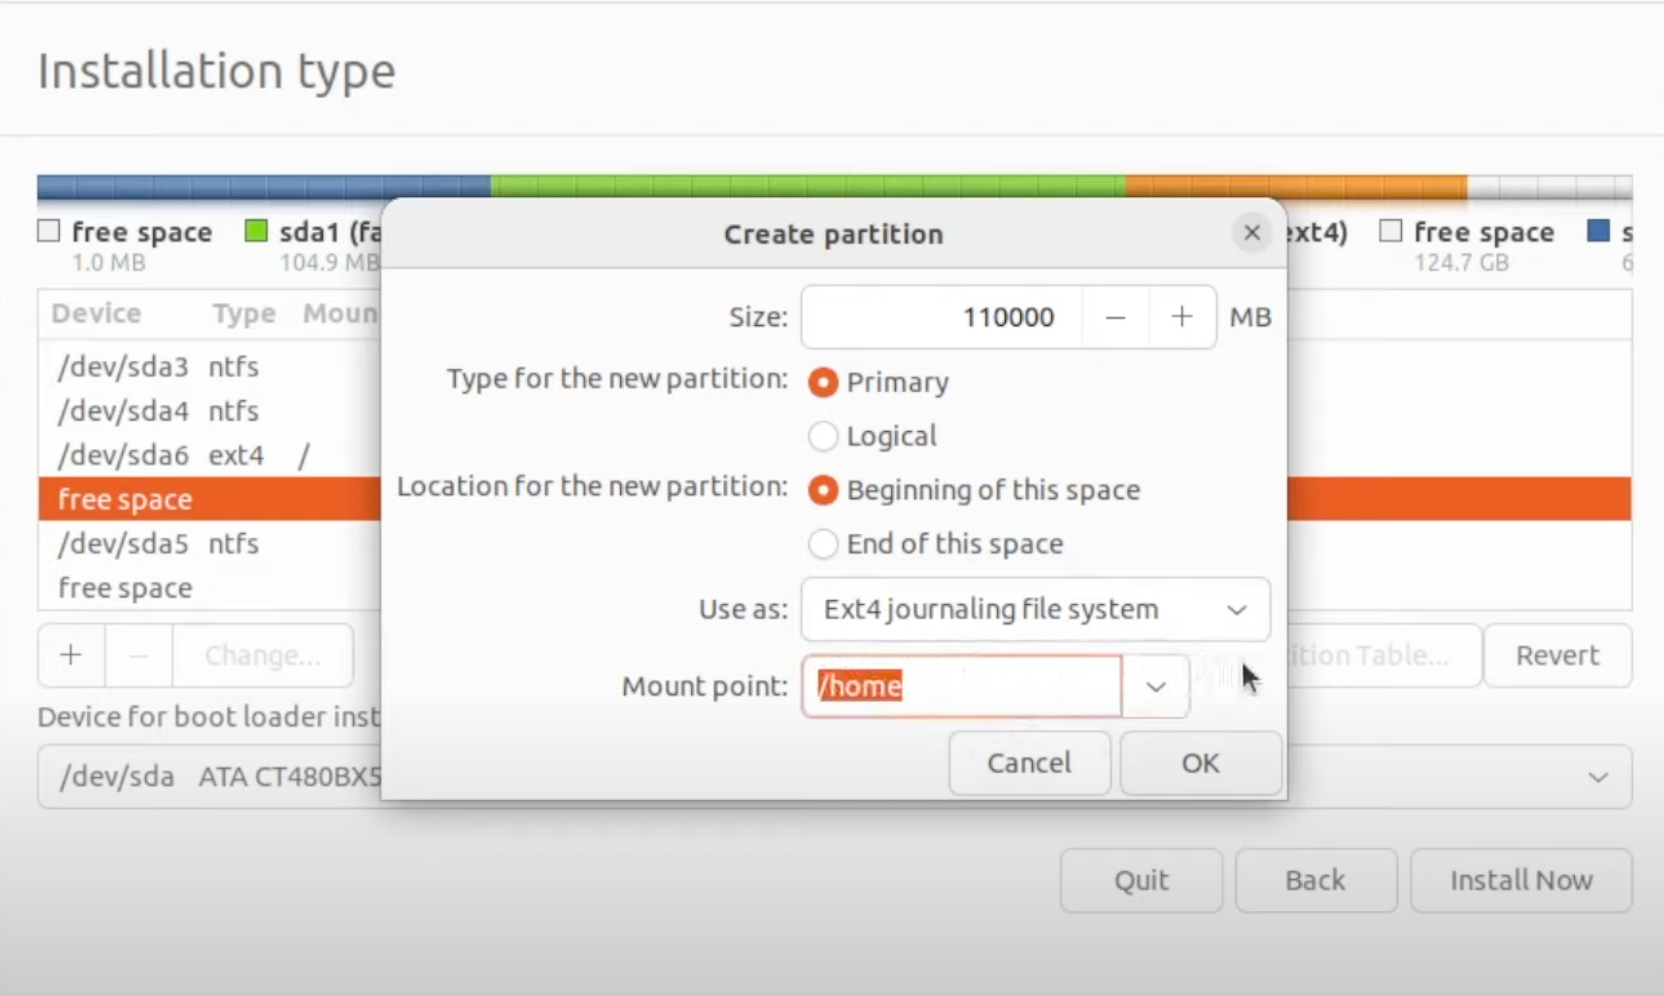 Installation type
free space
1.0 MB
sda1 (fa
104.9 MB
ext4)
free space
124.7 GB
s
6
Device Type Moun
/dev/sda3 ntfs
/dev/sda4 ntfs
/dev/sda6 ext4 /
free space
/dev/sda5 ntfs
free space
+ − Change...
ition Table... Revert
Device for boot loader inst
/dev/sda ATA CT480BX5
Create partition
Size: 110000 − + MB
Type for the new partition: Primary
Logical
Location for the new partition: Beginning of this space
End of this space
Use as: Ext4 journaling file system
Mount point: /home
Cancel OK
Quit Back Install Now